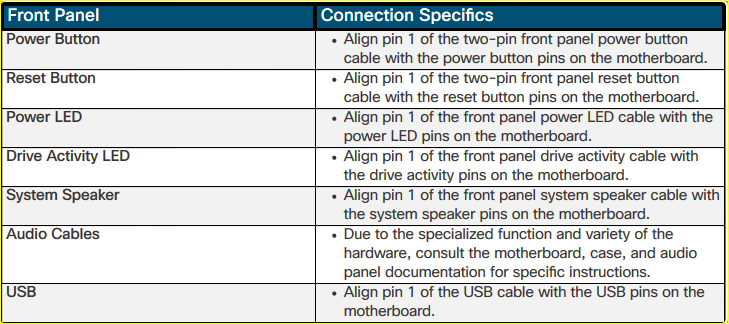 Front Panel
Connection Specifics
Power Button
• Align pin 1 of the two-pin front panel power button
cable with the power button pins on the motherboard.
Reset Button
• Align pin 1 of the two-pin front panel reset button
cable with the reset button pins on the motherboard.
Power LED
• Align pin 1 of the front panel power LED cable with the
power LED pins on the motherboard.
Drive Activity LED
• Align pin 1 of the front panel drive activity cable with
the drive activity pins on the motherboard.
System Speaker
• Align pin 1 of the front panel system speaker cable with
the system speaker pins on the motherboard.
Audio Cables
• Due to the specialized function and variety of the
hardware, consult the motherboard, case, and audio
panel documentation for specific instructions.
USB
• Align pin 1 of the USB cable with the USB pins on the
motherboard.